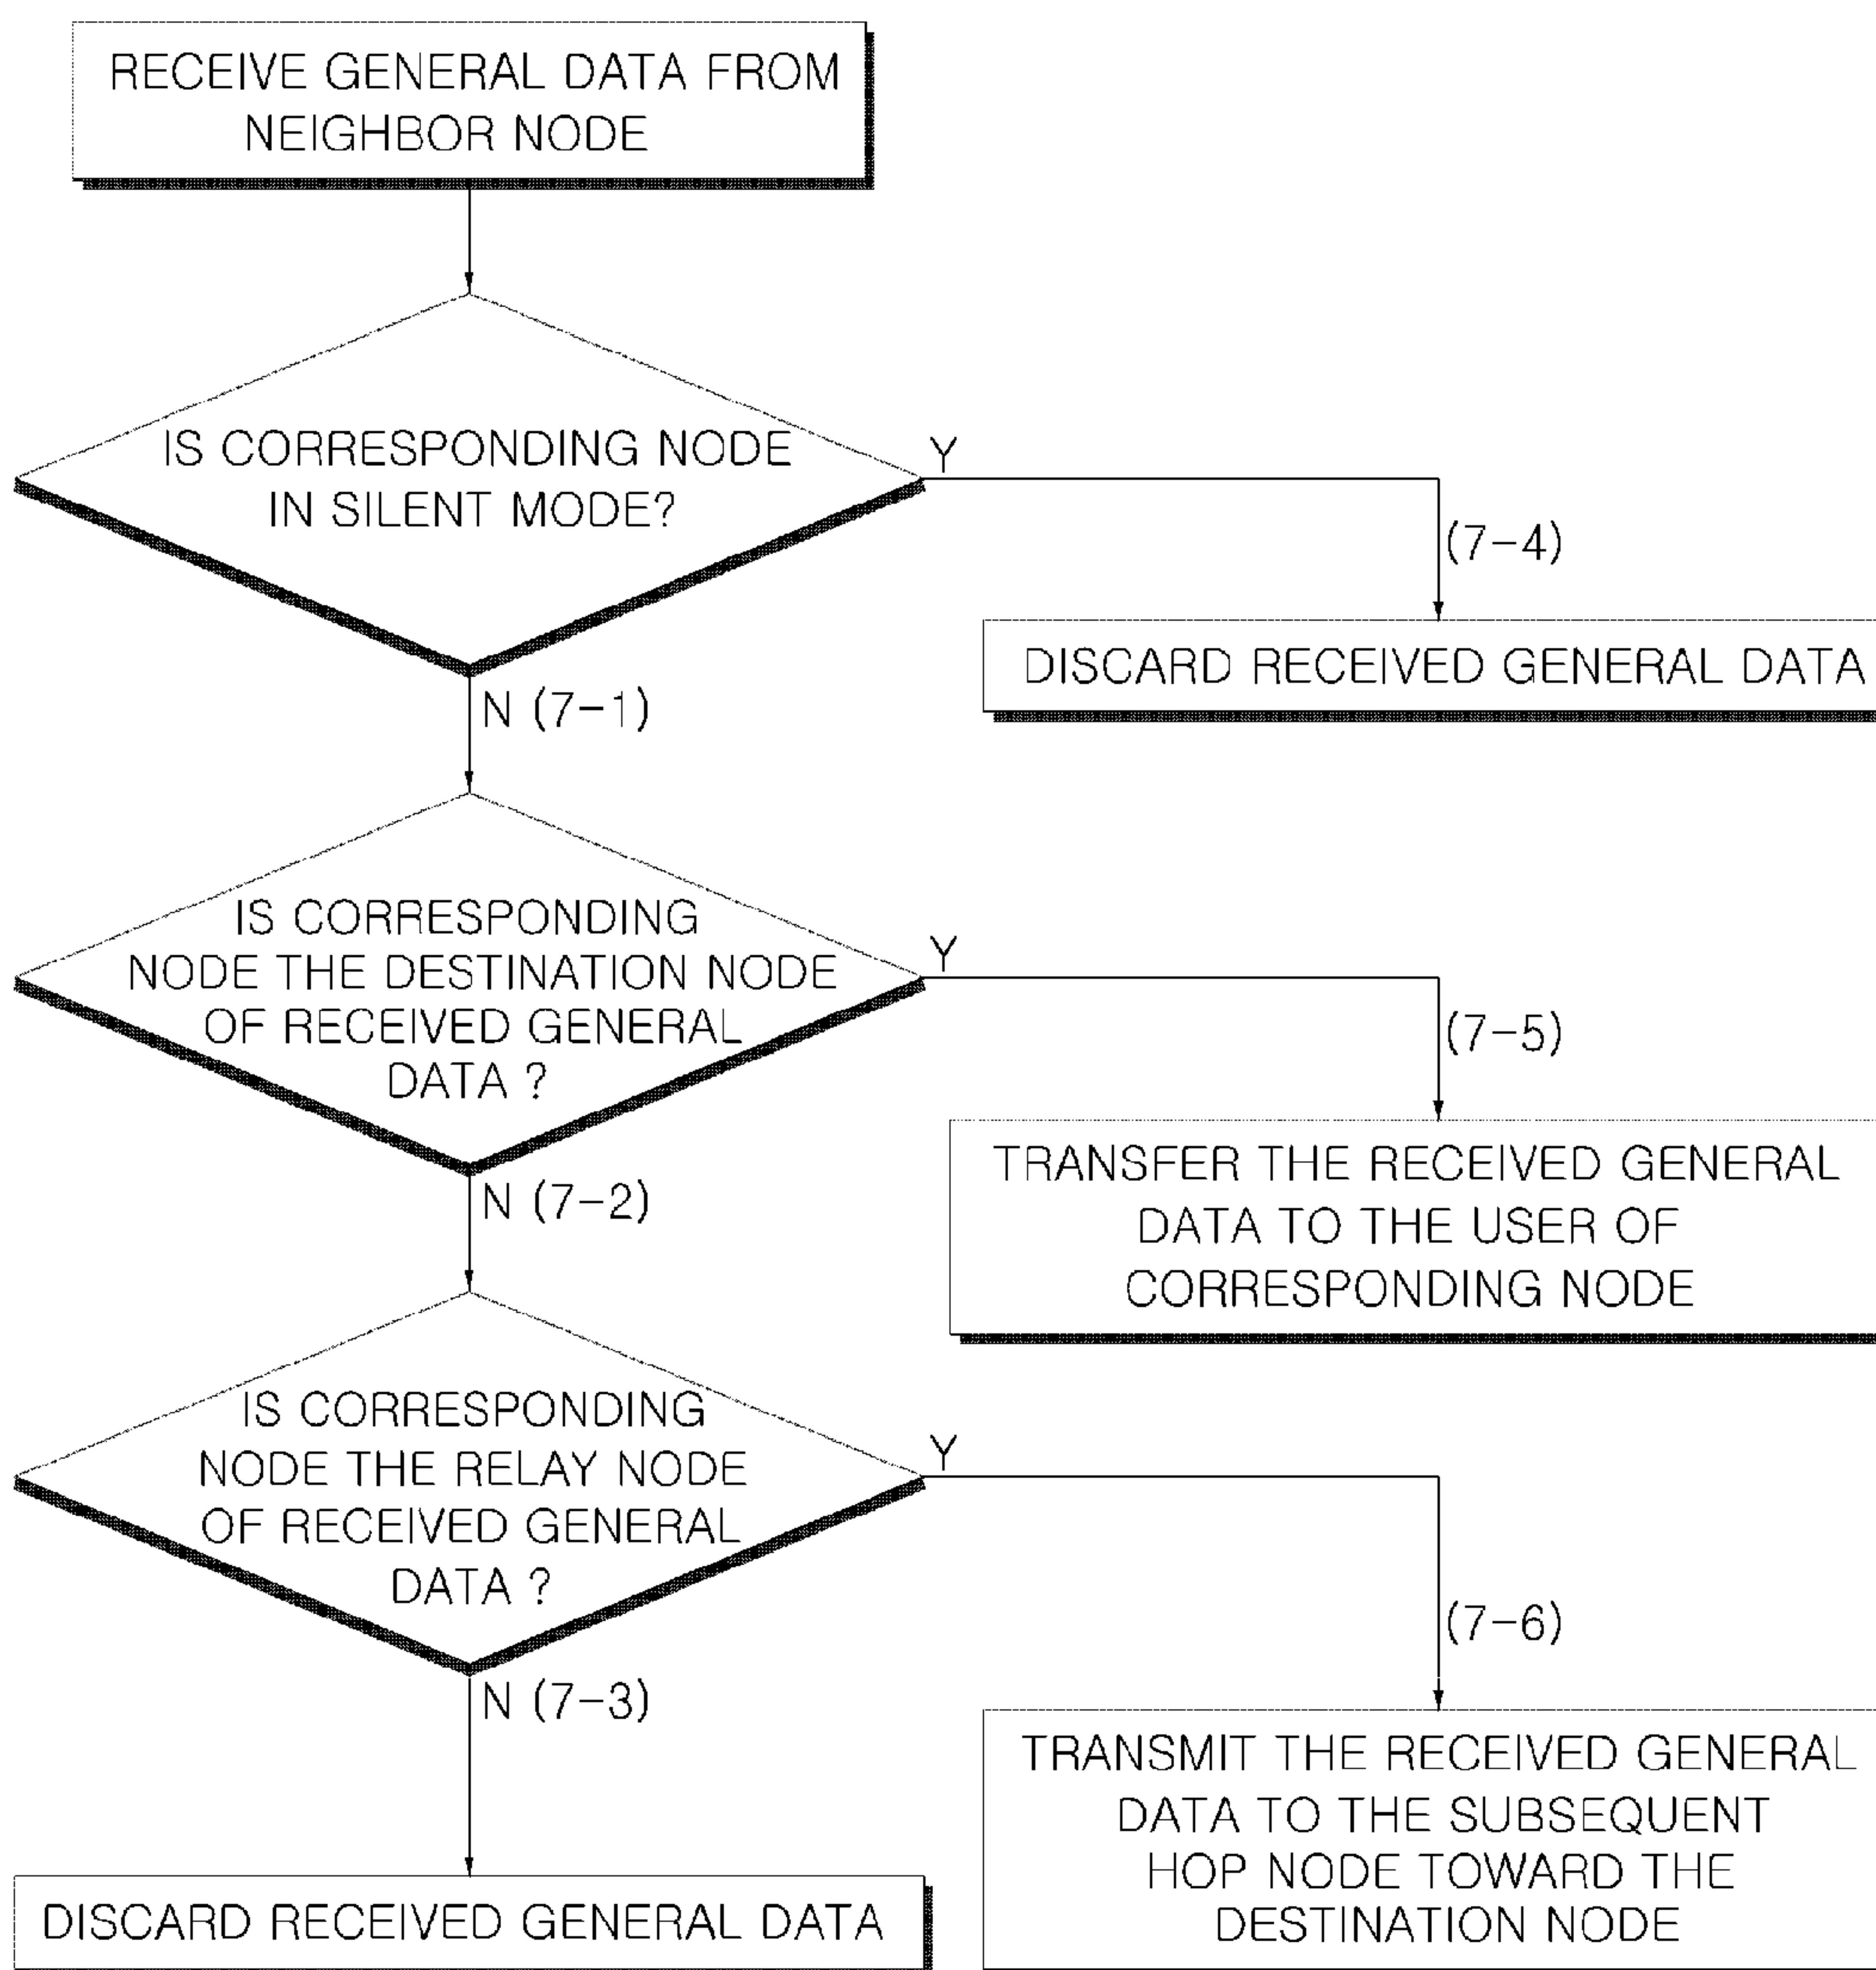 RECEIVE GENERAL DATA FROM
NEIGHBOR NODE
IS CORRESPONDING NODE
IN SILENT MODE?
Y
(7-4)
DISCARD RECEIVED GENERAL DATA
N (7-1)
IS CORRESPONDING
NODE THE DESTINATION NODE
OF RECEIVED GENERAL
DATA ?
Y
(7-5)
TRANSFER THE RECEIVED GENERAL
DATA TO THE USER OF
CORRESPONDING NODE
N (7-2)
IS CORRESPONDING
NODE THE RELAY NODE
OF RECEIVED GENERAL
DATA ?
Y
(7-6)
TRANSMIT THE RECEIVED GENERAL
DATA TO THE SUBSEQUENT
HOP NODE TOWARD THE
DESTINATION NODE
N (7-3)
DISCARD RECEIVED GENERAL DATA